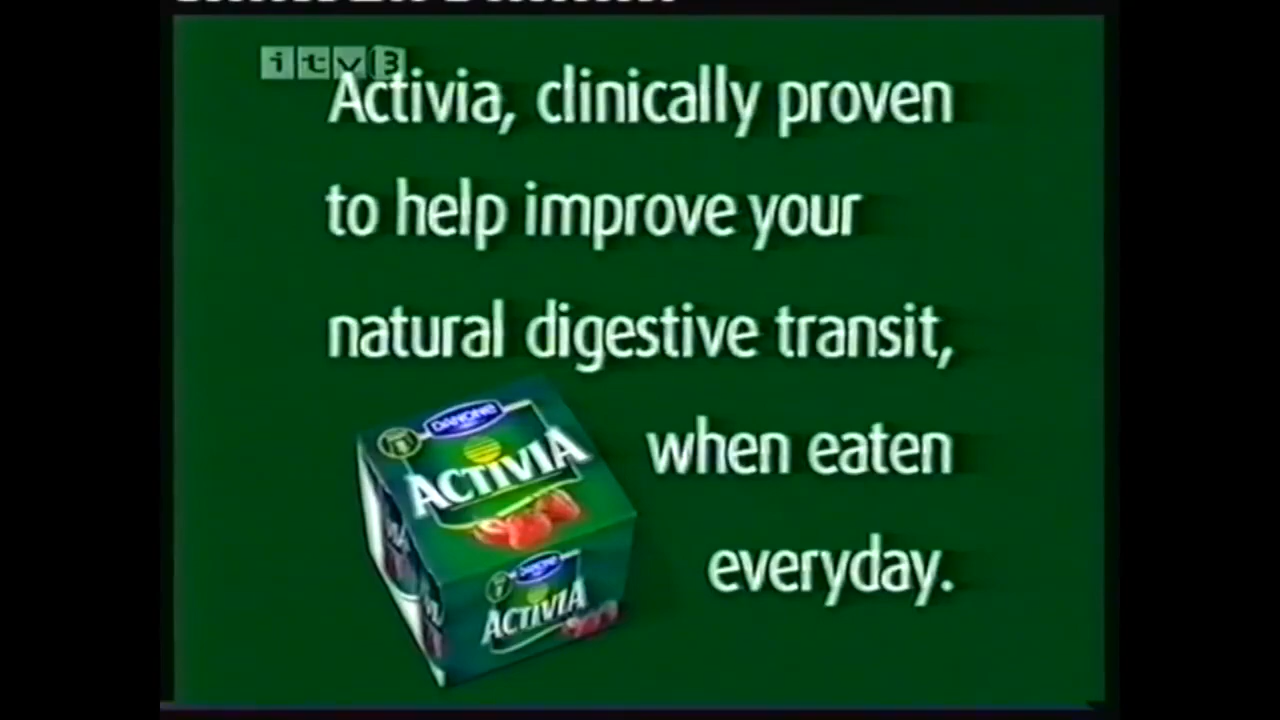 itv3
Activia, clinically proven
to help improve your
natural digestive transit,
when eaten
everyday.
DANONE
ACTIVIA
DANONE
ACTIVIA